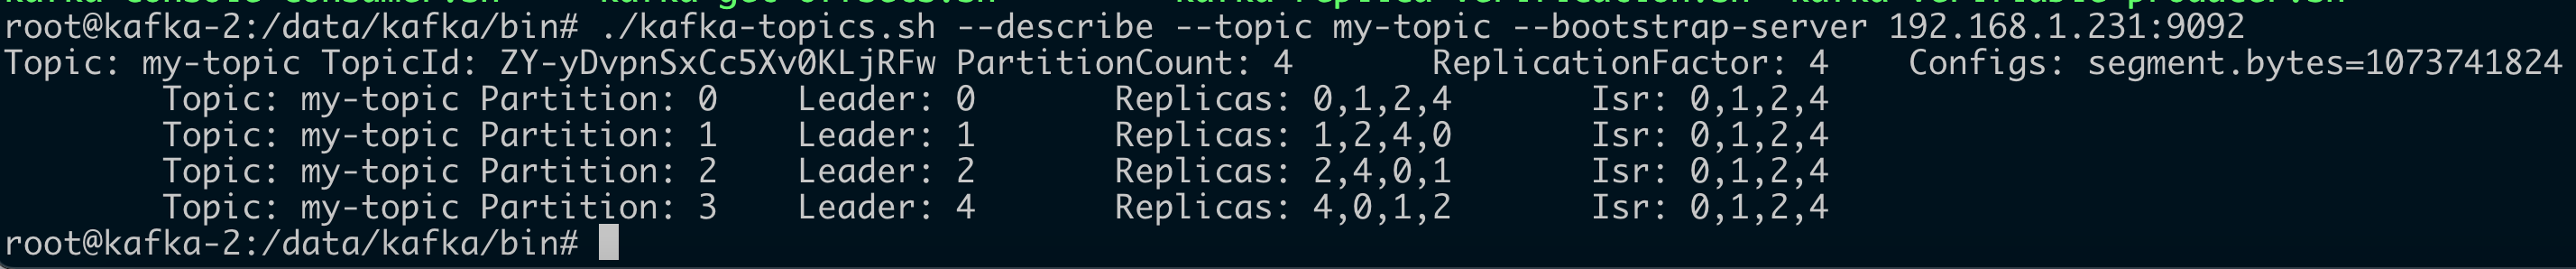 root@kafka-2:/data/kafka/bin# ./kafka-topics.sh --describe --topic my-topic --bootstrap-server 192.168.1.231:9092
Topic: my-topic TopicId: ZY-yDvpnSxCc5Xv0KLjRFw PartitionCount: 4 ReplicationFactor: 4 Configs: segment.bytes=1073741824
Topic: my-topic Partition: 0 Leader: 0 Replicas: 0,1,2,4 Isr: 0,1,2,4
Topic: my-topic Partition: 1 Leader: 1 Replicas: 1,2,4,0 Isr: 0,1,2,4
Topic: my-topic Partition: 2 Leader: 2 Replicas: 2,4,0,1 Isr: 0,1,2,4
Topic: my-topic Partition: 3 Leader: 4 Replicas: 4,0,1,2 Isr: 0,1,2,4
root@kafka-2:/data/kafka/bin#